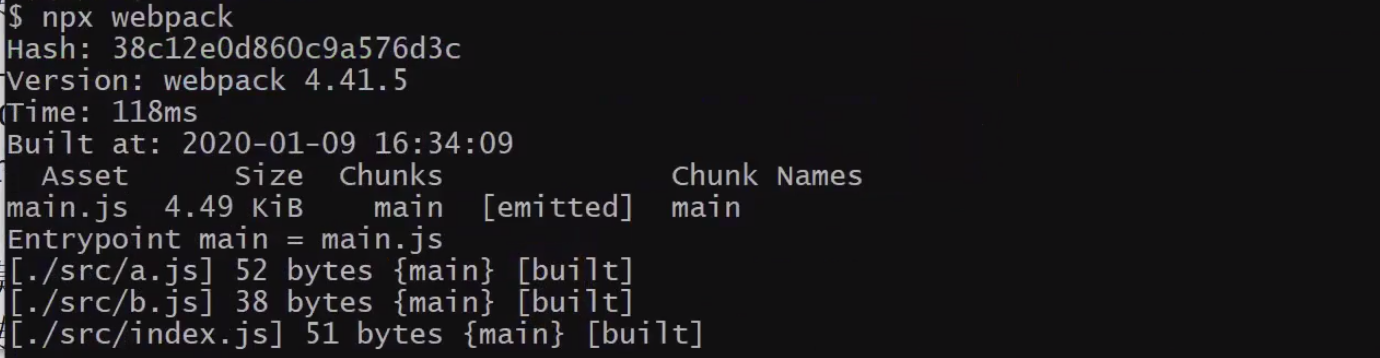 $ npx webpack
Hash: 38c12e0d860c9a576d3c
Version: webpack 4.41.5
Time: 118ms
Built at: 2020-01-09 16:34:09
  Asset      Size  Chunks             Chunk Names
main.js  4.49 KiB    main  [emitted]  main
Entrypoint main = main.js
[./src/a.js] 52 bytes {main} [built]
[./src/b.js] 38 bytes {main} [built]
[./src/index.js] 51 bytes {main} [built]